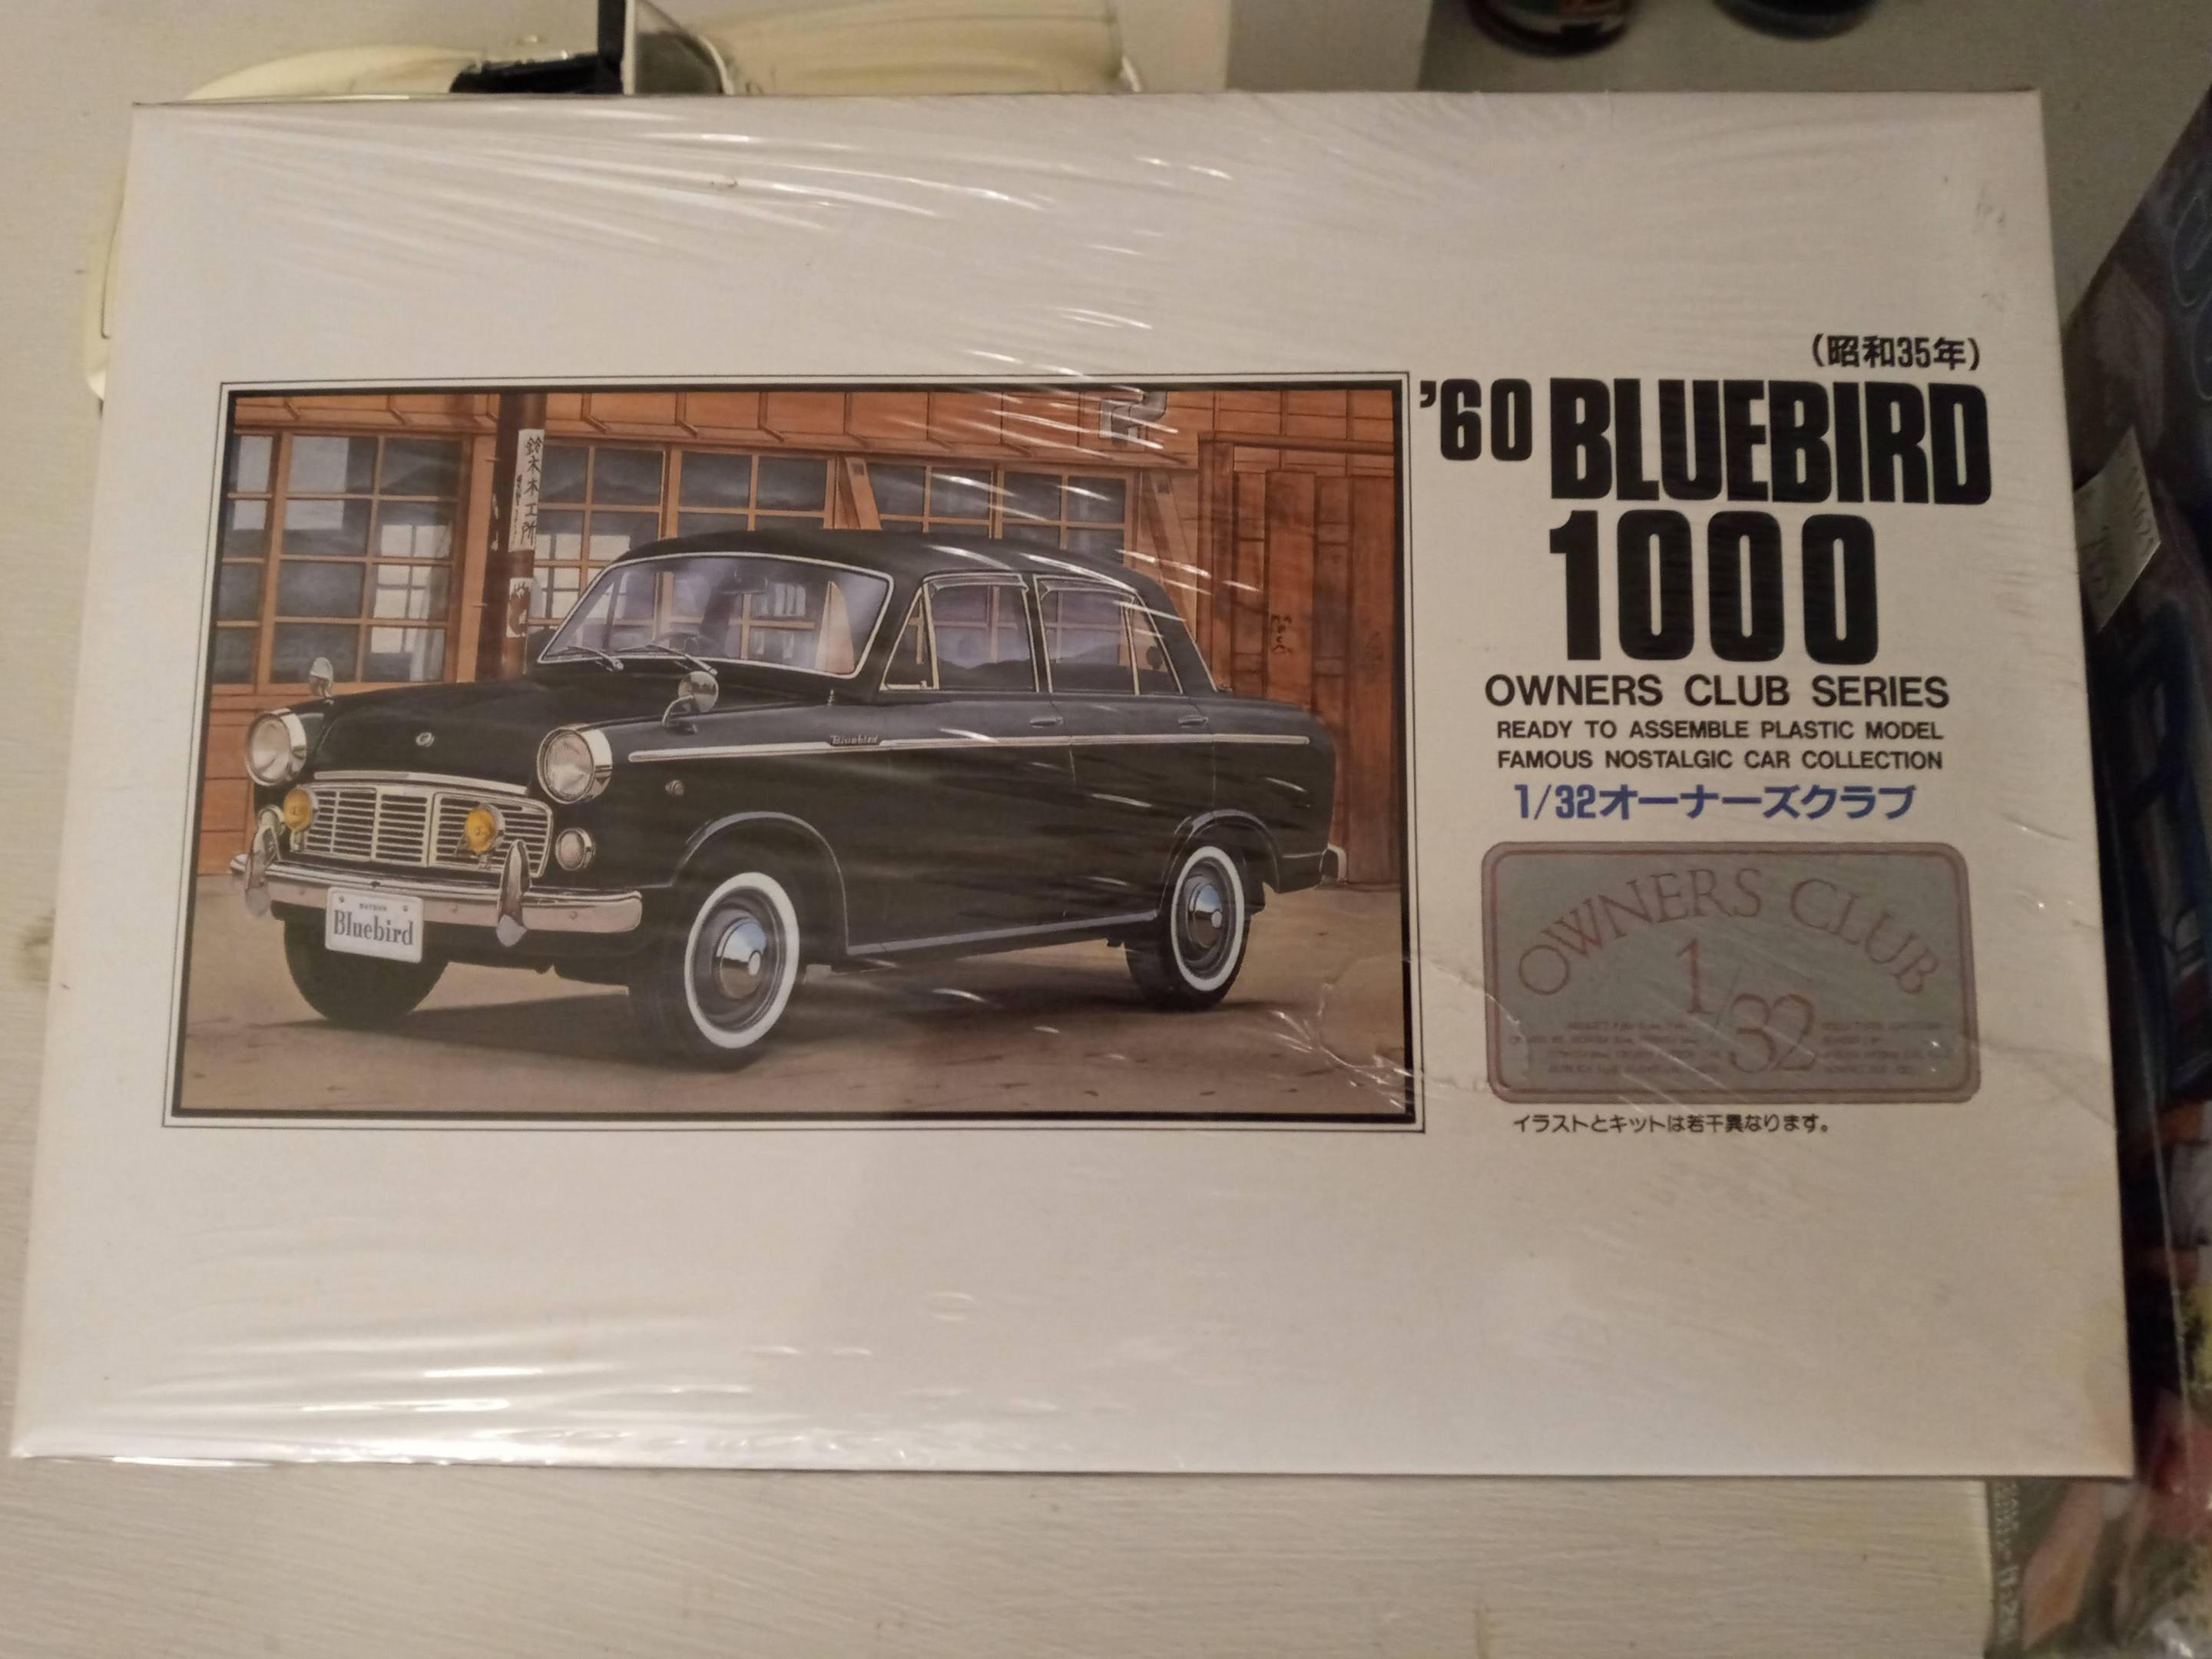 (昭和35年)
'60 BLUEBIRD
1000
OWNERS CLUB SERIES
READY TO ASSEMBLE PLASTIC MODEL
FAMOUS NOSTALGIC CAR COLLECTION
1/32オーナーズクラブ
OWNERS CLUB
1/32
イラストとキットは若干異なります。
鈴木木工所
Bluebird
DATSUN
Bluebird